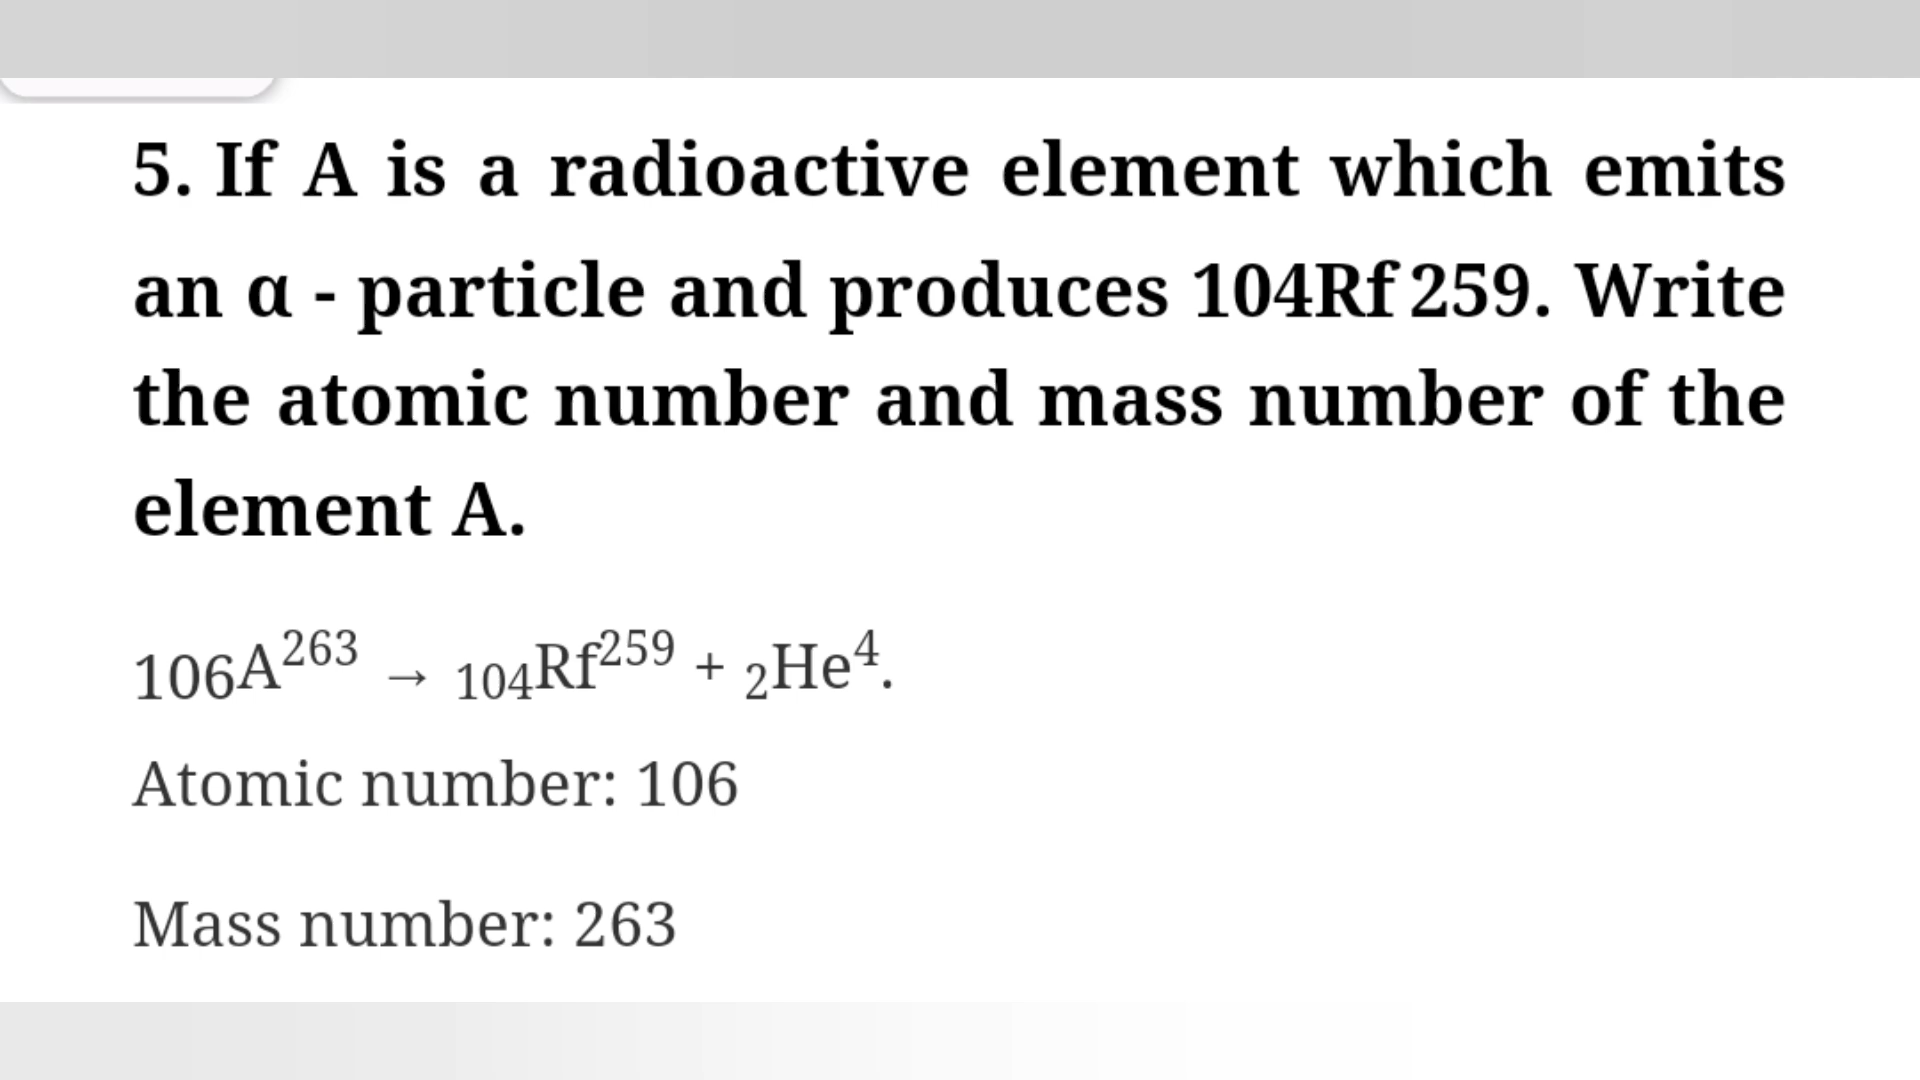 5. If A is a radioactive element which emits
an α - particle and produces 104Rf 259. Write
the atomic number and mass number of the
element A.
106A²⁶³ → ₁₀₄Rf²⁵⁹ + ₂He⁴.
Atomic number: 106
Mass number: 263